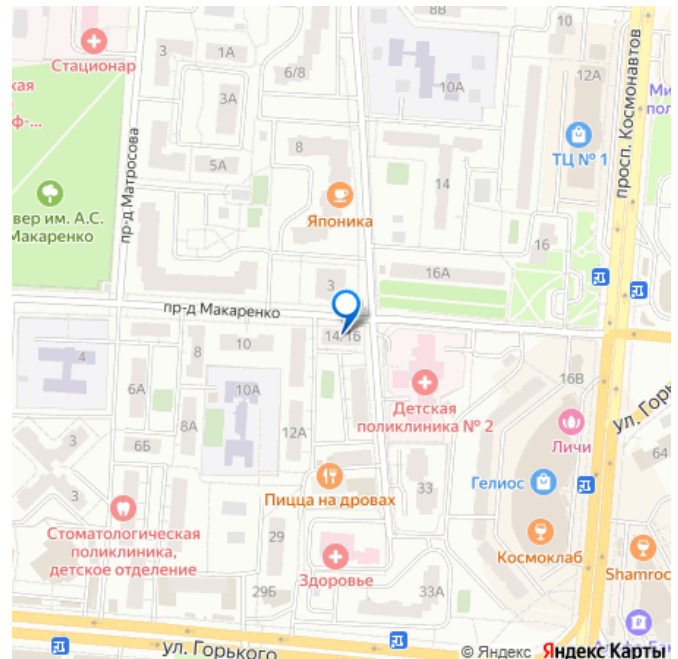 8В
10
Стационар
1А
6/8
12А
3А
10А
просп. Космонавтов
ф-...
8
ТЦ № 1
5А
14
пр-д Матросова
Японика
вер им. А.С.
Макаренко
16
16А
3
пр-д Макаренко
14/16
4
8
10
6А
10А
Детская
поликлиника № 2
16В
ул. Горь
Личи
3
8А
12А
6Б
64
3
Пицца на дровах
33
Гелиос
Стоматологическая
поликлиника,
детское отделение
29
Космоклаб
3
Здоровье
Shamroc
29Б
33А
ул. Горького
© Яндекс Яндекс Карты